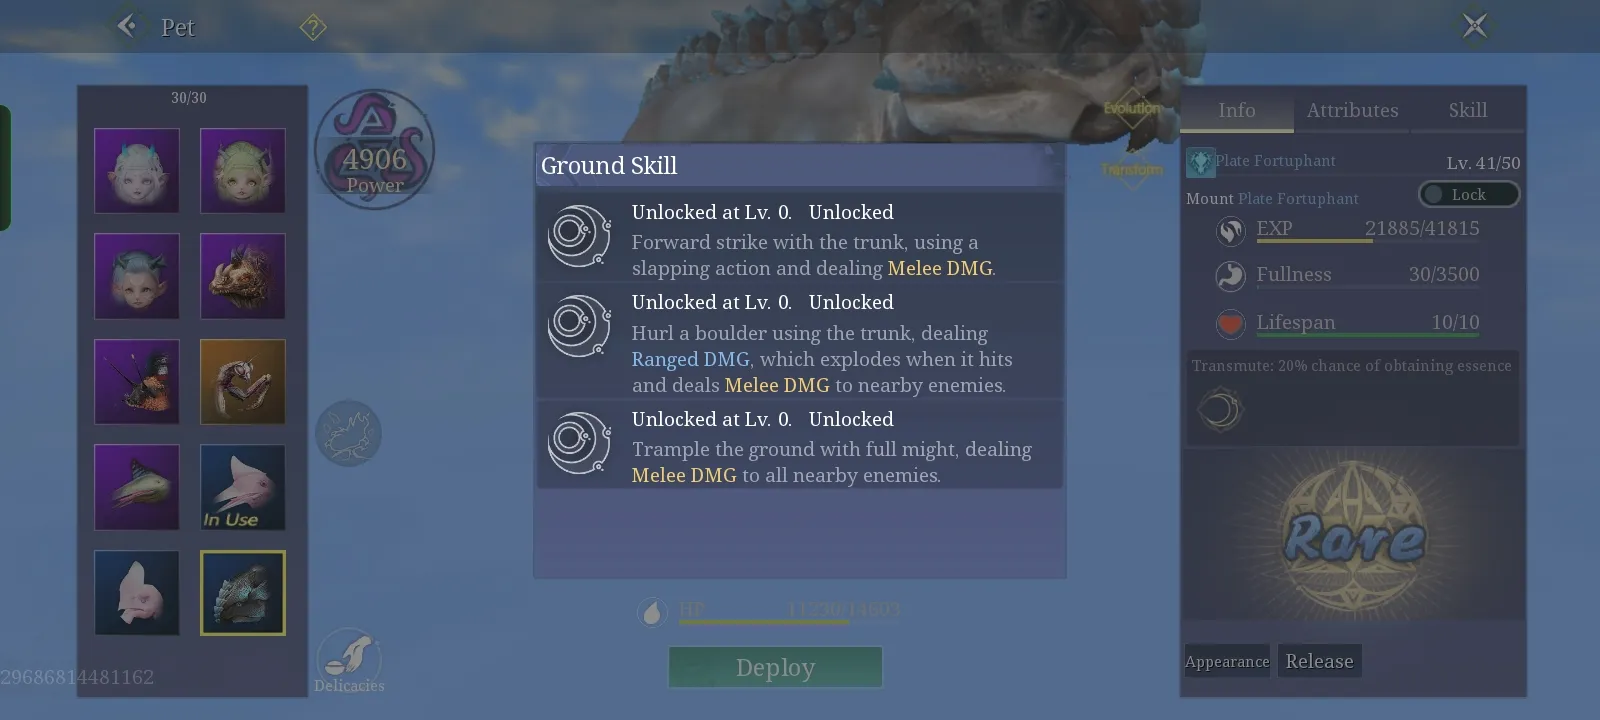 Pet
?
30/30
4906
Power
In Use
Delicacies
29686814481162
Evolution
Transform
Ground Skill
Unlocked at Lv. 0. Unlocked
Forward strike with the trunk, using a
slapping action and dealing Melee DMG.
Unlocked at Lv. 0. Unlocked
Hurl a boulder using the trunk, dealing
Ranged DMG, which explodes when it hits
and deals Melee DMG to nearby enemies.
Unlocked at Lv. 0. Unlocked
Trample the ground with full might, dealing
Melee DMG to all nearby enemies.
HP 11230/14603
Deploy
Info Attributes Skill
Plate Fortuphant Lv. 41/50
Mount Plate Fortuphant Lock
EXP 21885/41815
Fullness 30/3500
Lifespan 10/10
Transmute: 20% chance of obtaining essence
Rare
Appearance Release